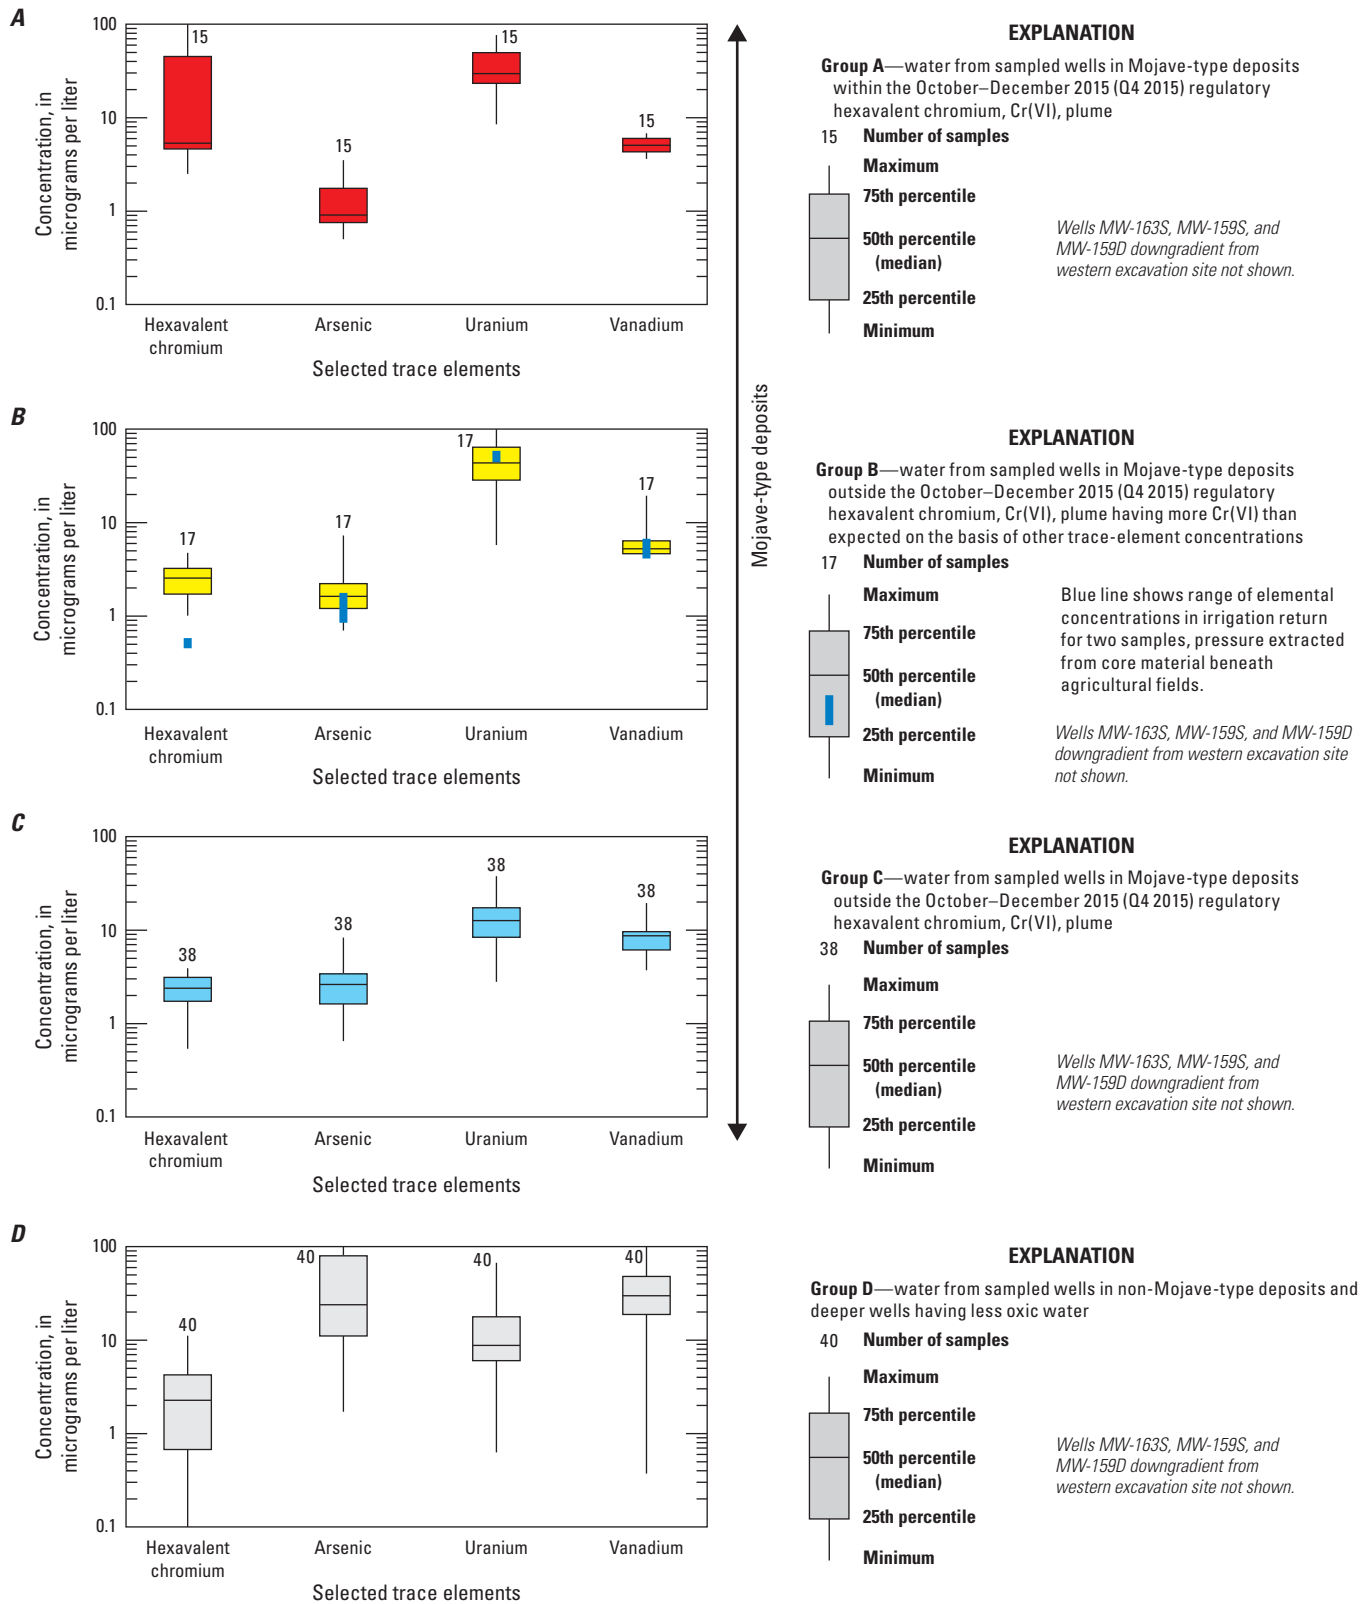 A
Concentration, in
micrograms per liter
100
10
1
0.1
15
15
15
15
Hexavalent
chromium
Arsenic
Uranium
Vanadium
Selected trace elements
EXPLANATION
Group A—water from sampled wells in Mojave-type deposits
within the October–December 2015 (Q4 2015) regulatory
hexavalent chromium, Cr(VI), plume
15 Number of samples
Maximum
75th percentile
50th percentile
(median)
25th percentile
Minimum
Wells MW-163S, MW-159S, and
MW-159D downgradient from
western excavation site not shown.
Mojave-type deposits
B
Concentration, in
micrograms per liter
100
10
1
0.1
17
17
17
17
Hexavalent
chromium
Arsenic
Uranium
Vanadium
Selected trace elements
EXPLANATION
Group B—water from sampled wells in Mojave-type deposits
outside the October–December 2015 (Q4 2015) regulatory
hexavalent chromium, Cr(VI), plume having more Cr(VI) than
expected on the basis of other trace-element concentrations
17 Number of samples
Maximum
75th percentile
50th percentile
(median)
25th percentile
Minimum
Blue line shows range of elemental
concentrations in irrigation return
for two samples, pressure extracted
from core material beneath
agricultural fields.
Wells MW-163S, MW-159S, and MW-159D
downgradient from western excavation site
not shown.
C
Concentration, in
micrograms per liter
100
10
1
0.1
38
38
38
38
Hexavalent
chromium
Arsenic
Uranium
Vanadium
Selected trace elements
EXPLANATION
Group C—water from sampled wells in Mojave-type deposits
outside the October–December 2015 (Q4 2015) regulatory
hexavalent chromium, Cr(VI), plume
38 Number of samples
Maximum
75th percentile
50th percentile
(median)
25th percentile
Minimum
Wells MW-163S, MW-159S, and
MW-159D downgradient from
western excavation site not shown.
D
Concentration, in
micrograms per liter
100
10
1
0.1
40
40
40
40
Hexavalent
chromium
Arsenic
Uranium
Vanadium
Selected trace elements
EXPLANATION
Group D—water from sampled wells in non-Mojave-type deposits and
deeper wells having less oxic water
40 Number of samples
Maximum
75th percentile
50th percentile
(median)
25th percentile
Minimum
Wells MW-163S, MW-159S, and
MW-159D downgradient from
western excavation site not shown.